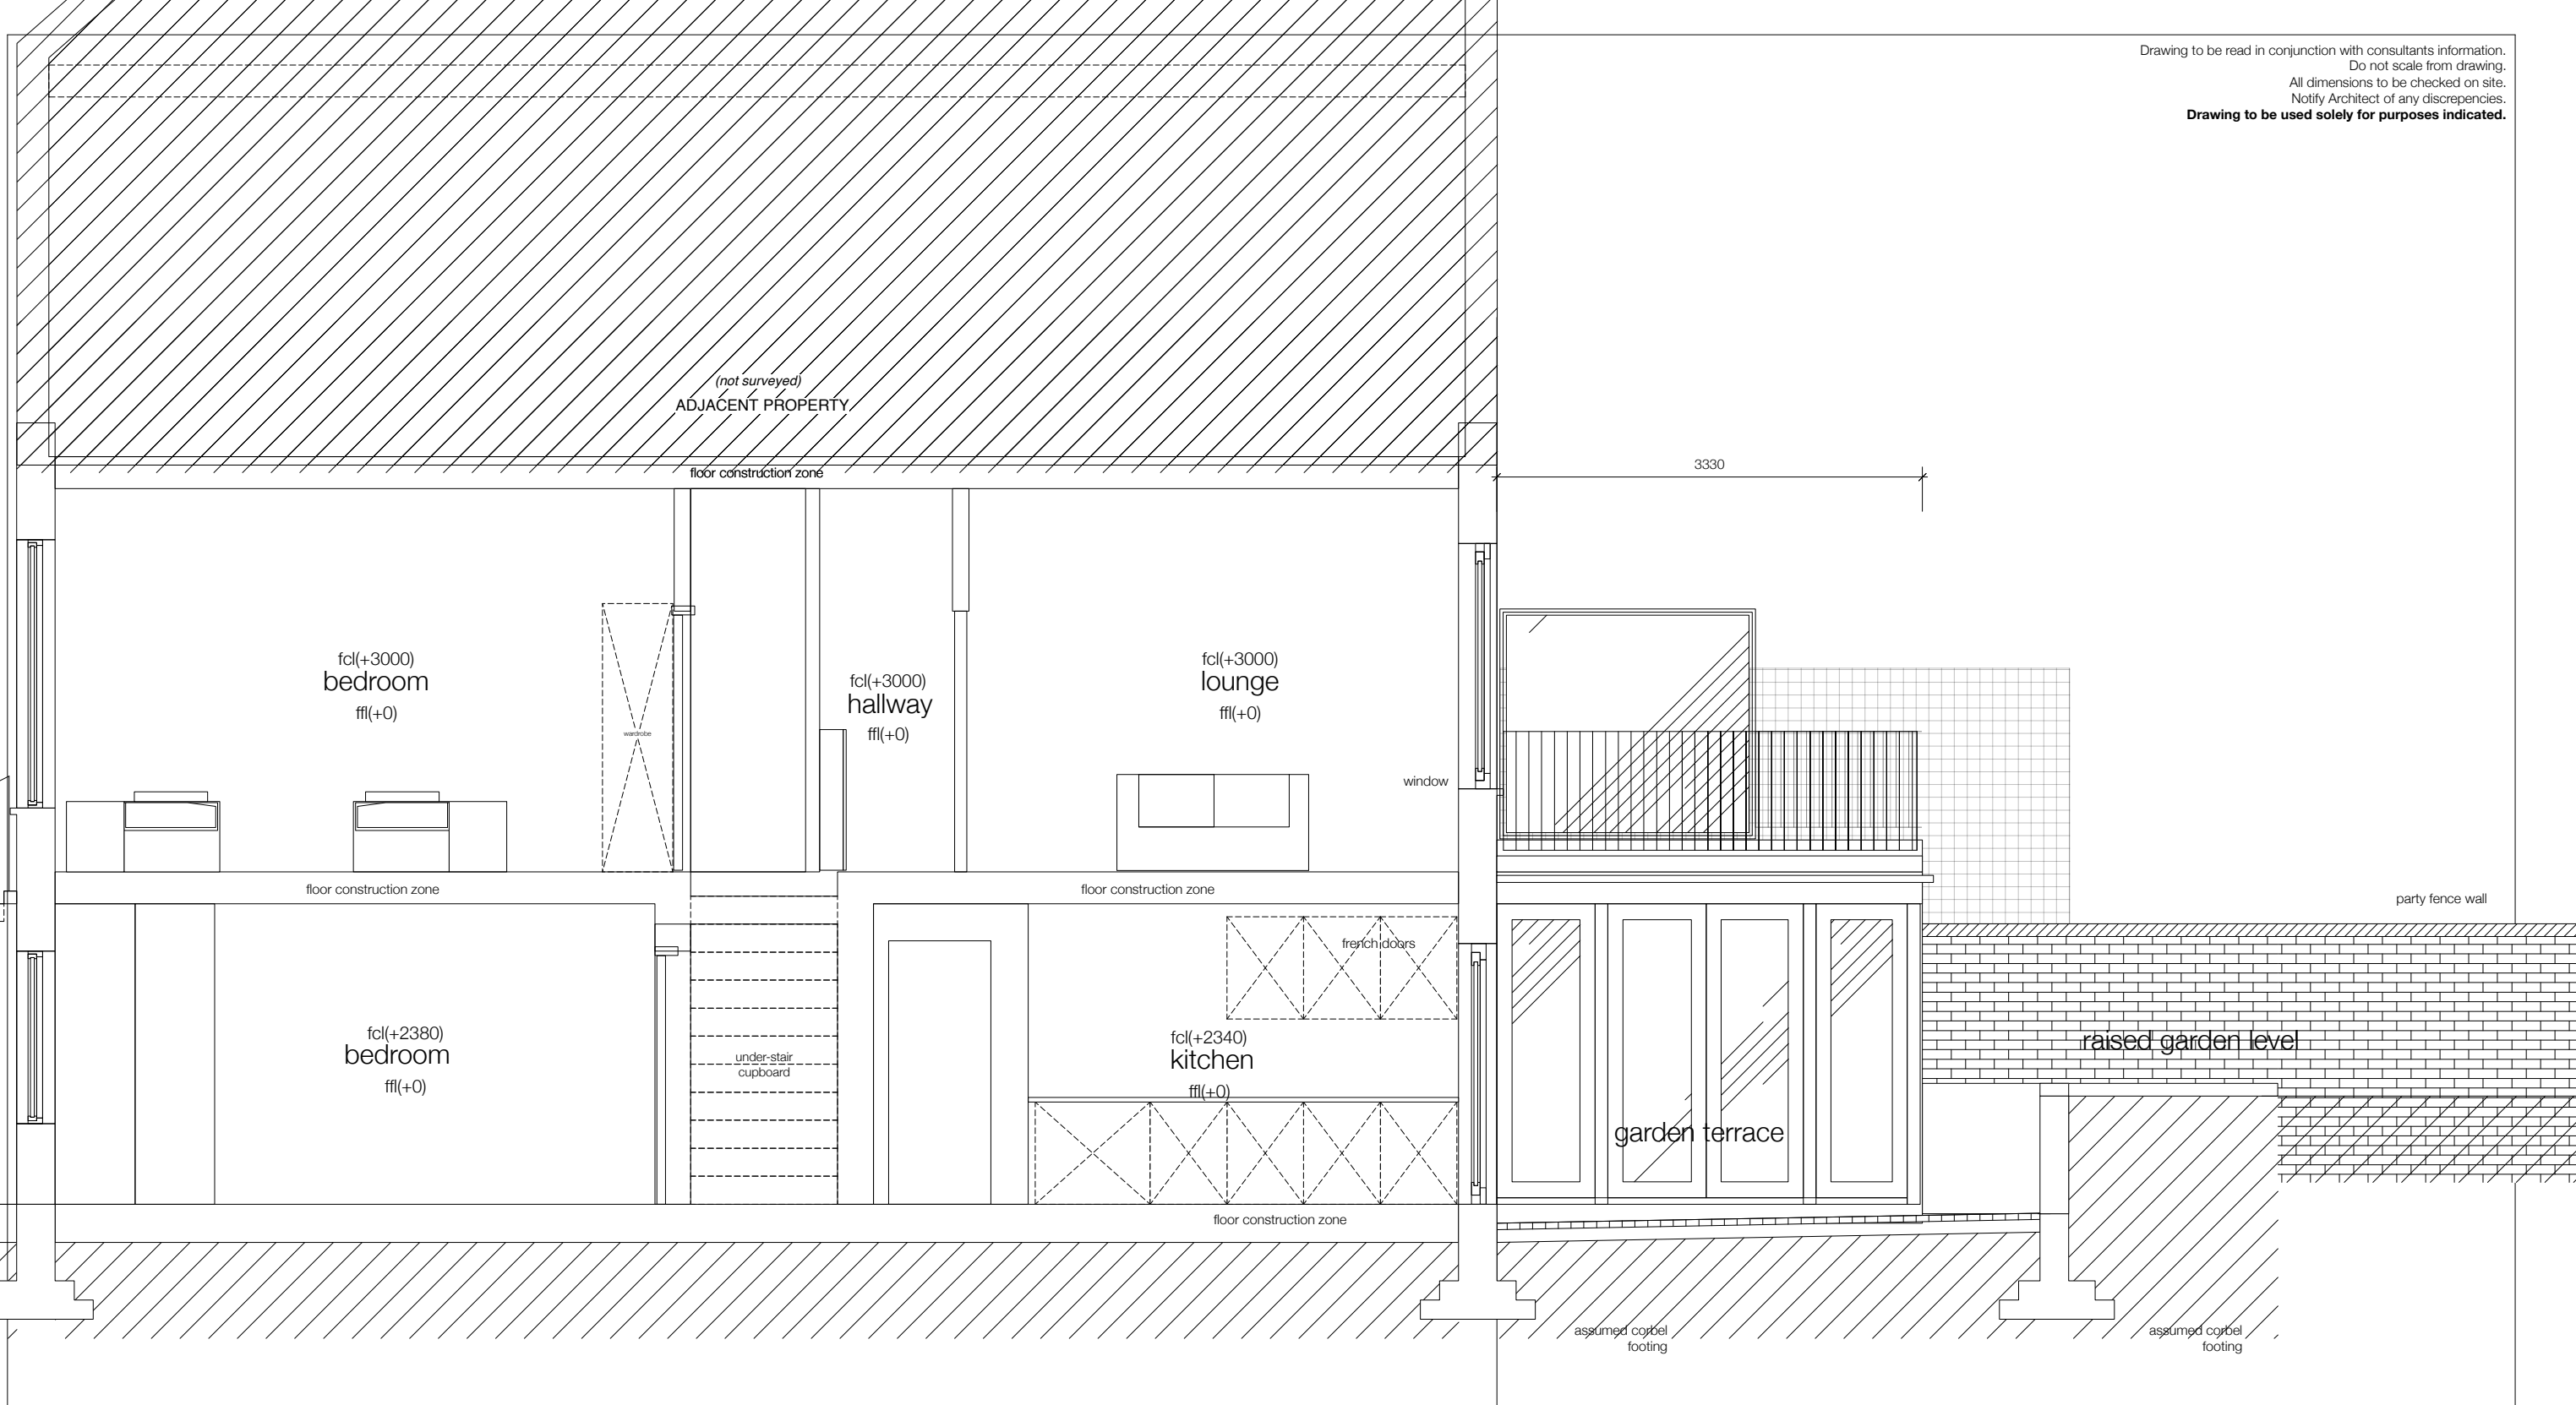 Drawing to be read in conjunction with consultants information.
Do not scale from drawing.
All dimensions to be checked on site.
Notify Architect of any discrepencies.
Drawing to be used solely for purposes indicated.
(not surveyed)
ADJACENT PROPERTY
floor construction zone
3330
fcl(+3000)
bedroom
ffl(+0)
wardrobe
fcl(+3000)
hallway
ffl(+0)
fcl(+3000)
lounge
ffl(+0)
window
floor construction zone
floor construction zone
party fence wall
french doors
fcl(+2380)
bedroom
ffl(+0)
under-stair
cupboard
fcl(+2340)
kitchen
ffl(+0)
garden terrace
raised garden level
floor construction zone
assumed corbel
footing
assumed corbel
footing